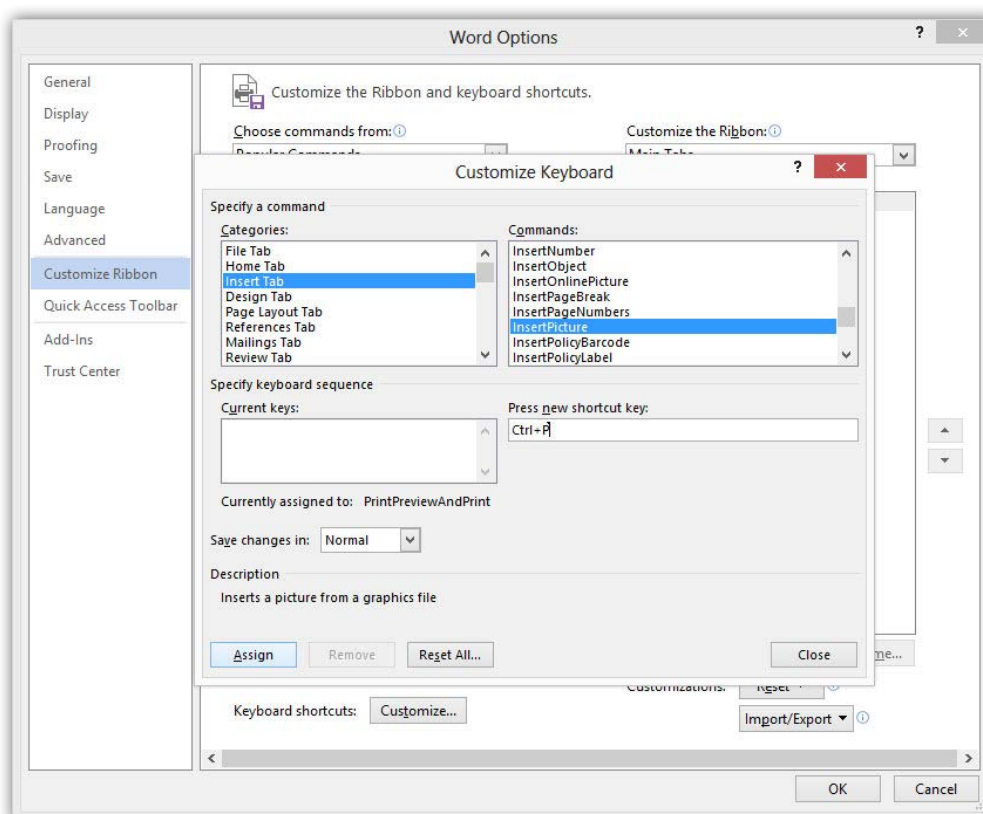 Word Options
?
General
Display
Proofing
Save
Language
Advanced
Customize Ribbon
Quick Access Toolbar
Add-Ins
Trust Center
Customize the Ribbon and keyboard shortcuts.
Choose commands from:
Customize the Ribbon:
Popular Commands
Main Tabs
Customize Keyboard
?
Specify a command
Categories:
File Tab
Home Tab
Insert Tab
Design Tab
Page Layout Tab
References Tab
Mailings Tab
Review Tab
Commands:
InsertNumber
InsertObject
InsertOnlinePicture
InsertPageBreak
InsertPageNumbers
InsertPicture
InsertPolicyBarcode
InsertPolicyLabel
Specify keyboard sequence
Current keys:
Press new shortcut key:
Ctrl+P
Currently assigned to: PrintPreviewAndPrint
Save changes in: Normal
Description
Inserts a picture from a graphics file
Assign
Remove
Reset All...
Close
me...
Customizations:
Reset
Keyboard shortcuts: Customize...
Import/Export
OK
Cancel